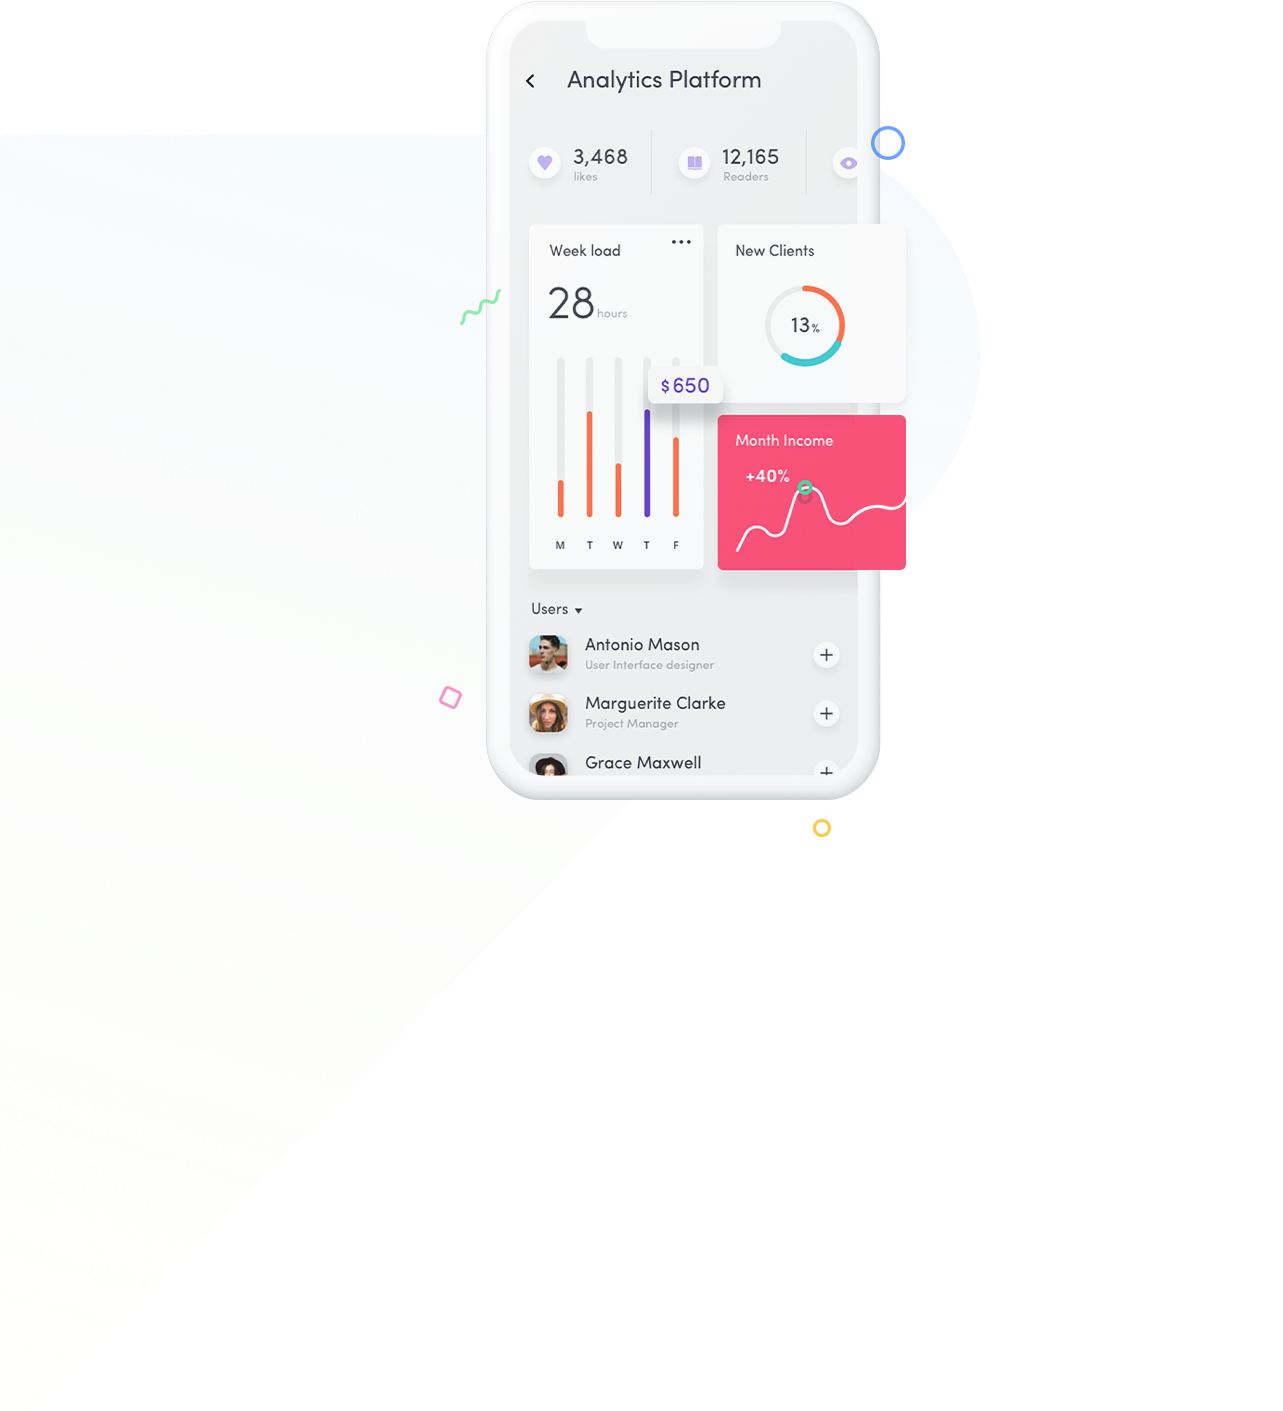 Analytics Platform
3,468
likes
12,165
Readers
Week load
28 hours
$650
M T W T F
New Clients
13%
Month Income
+40%
Users
Antonio Mason
User Interface designer
Marguerite Clarke
Project Manager
Grace Maxwell